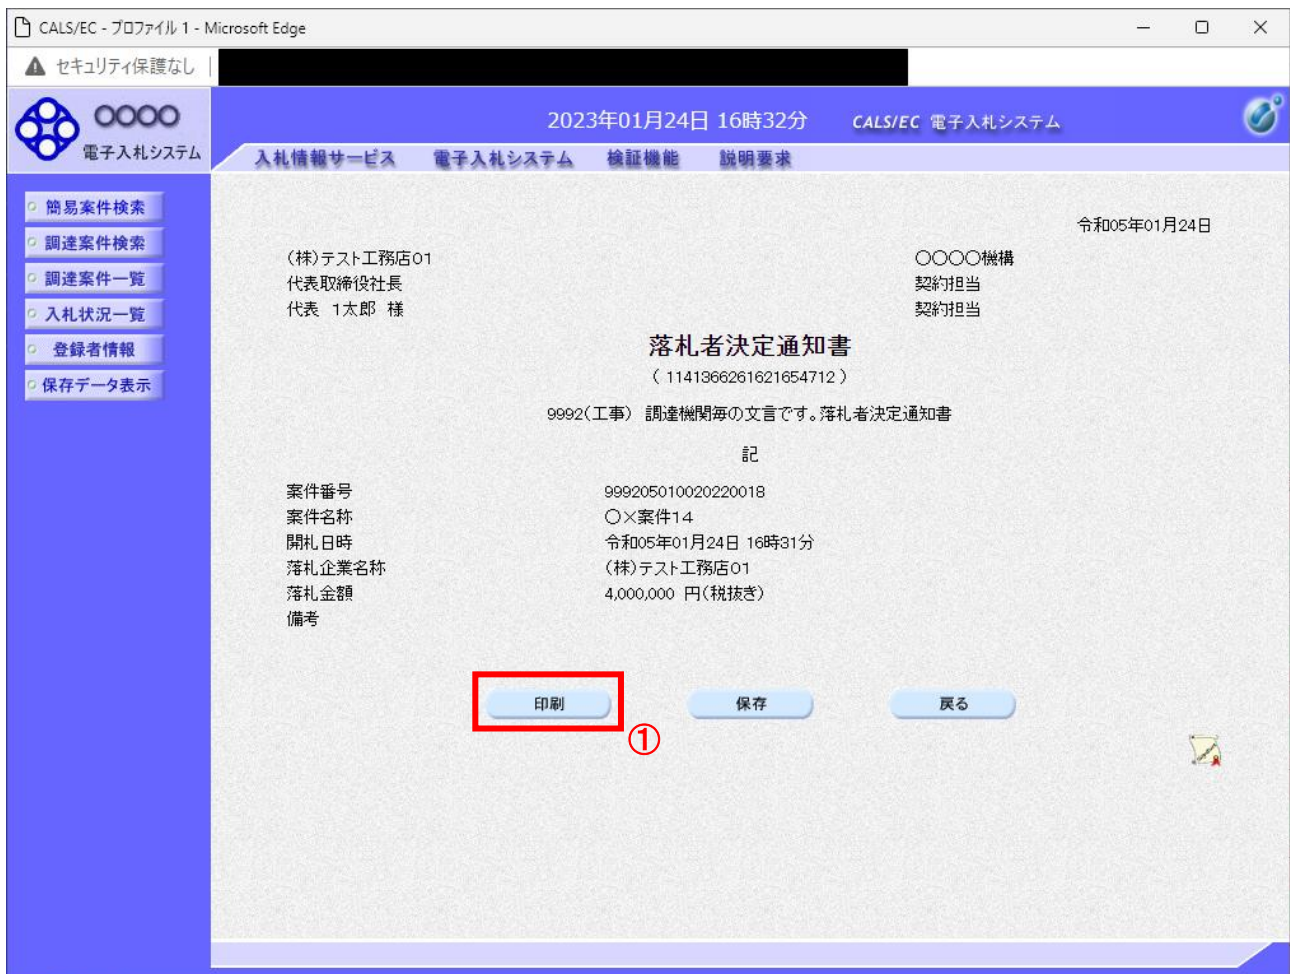 CALS/EC - プロファイル 1 - Microsoft Edge
セキュリティ保護なし
○○○○
電子入札システム
2023年01月24日 16時32分
CALS/EC 電子入札システム
入札情報サービス 電子入札システム 検証機能 説明要求
簡易案件検索
調達案件検索
調達案件一覧
入札状況一覧
登録者情報
保存データ表示
令和05年01月24日
(株)テスト工務店01
代表取締役社長
代表 1太郎 様
○○○○機構
契約担当
契約担当
落札者決定通知書
( 1141366261621654712 )
9992(工事) 調達機関毎の文言です。落札者決定通知書
記
案件番号 999205010020220018
案件名称 ○×案件14
開札日時 令和05年01月24日 16時31分
落札企業名称 (株)テスト工務店01
落札金額 4,000,000 円(税抜き)
備考
印刷 保存 戻る
①